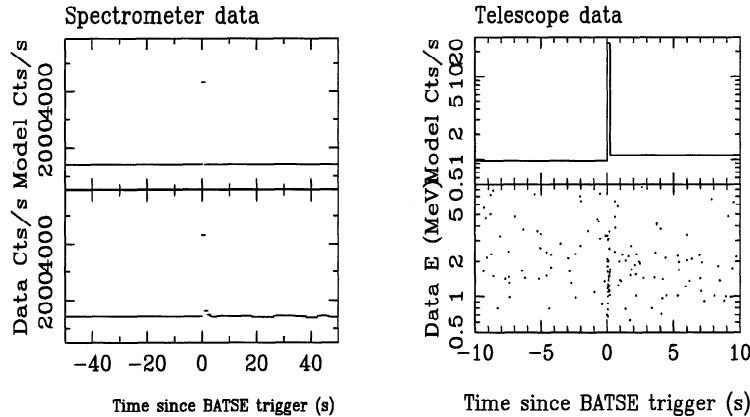 Spectrometer data
Model Cts/s
2000 4000
Data Cts/s
2000 4000
−40 −20 0 20 40
Time since BATSE trigger (s)
Telescope data
Model Cts/s
0.5 1 2 5 10 20
Data E (MeV)
0.5 1 2 5 10
−10 −5 0 5 10
Time since BATSE trigger (s)